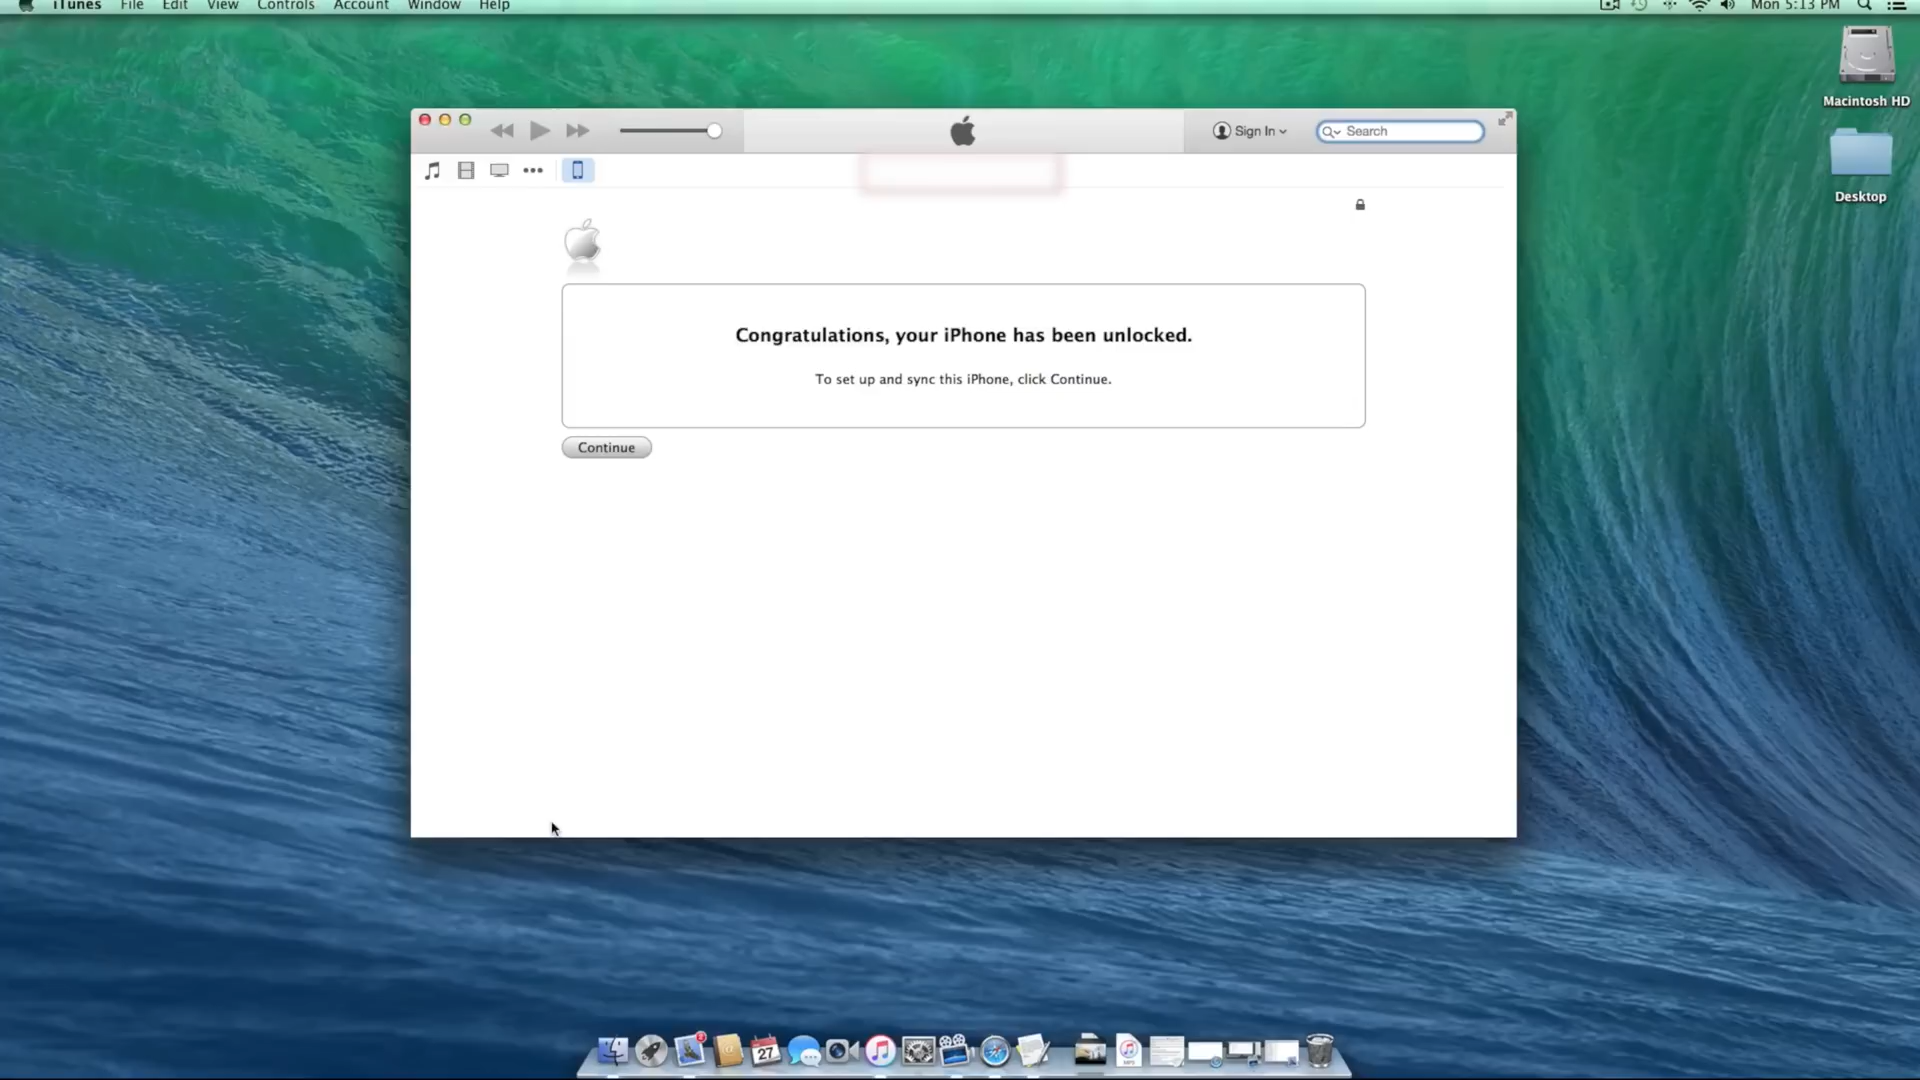 iTunes File Edit View Controls Account Window Help Mon 5:13 PM
Macintosh HD
Desktop
Sign In Search
Congratulations, your iPhone has been unlocked.
To set up and sync this iPhone, click Continue.
Continue
27